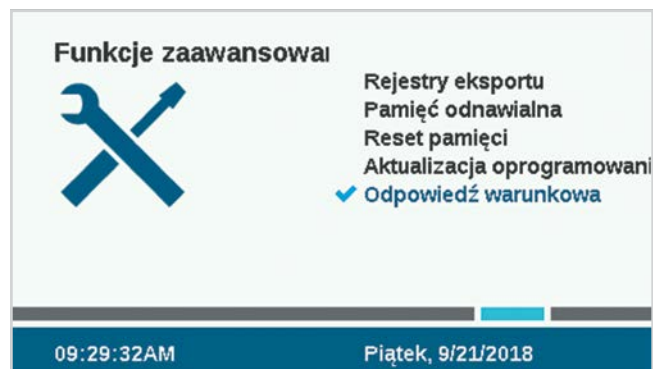 Funkcje zaawansowa
Rejestry eksportu
Pamięć odnawialna
Reset pamięci
Aktualizacja oprogramowani
Odpowiedź warunkowa
09:29:32AM
Piątek, 9/21/2018